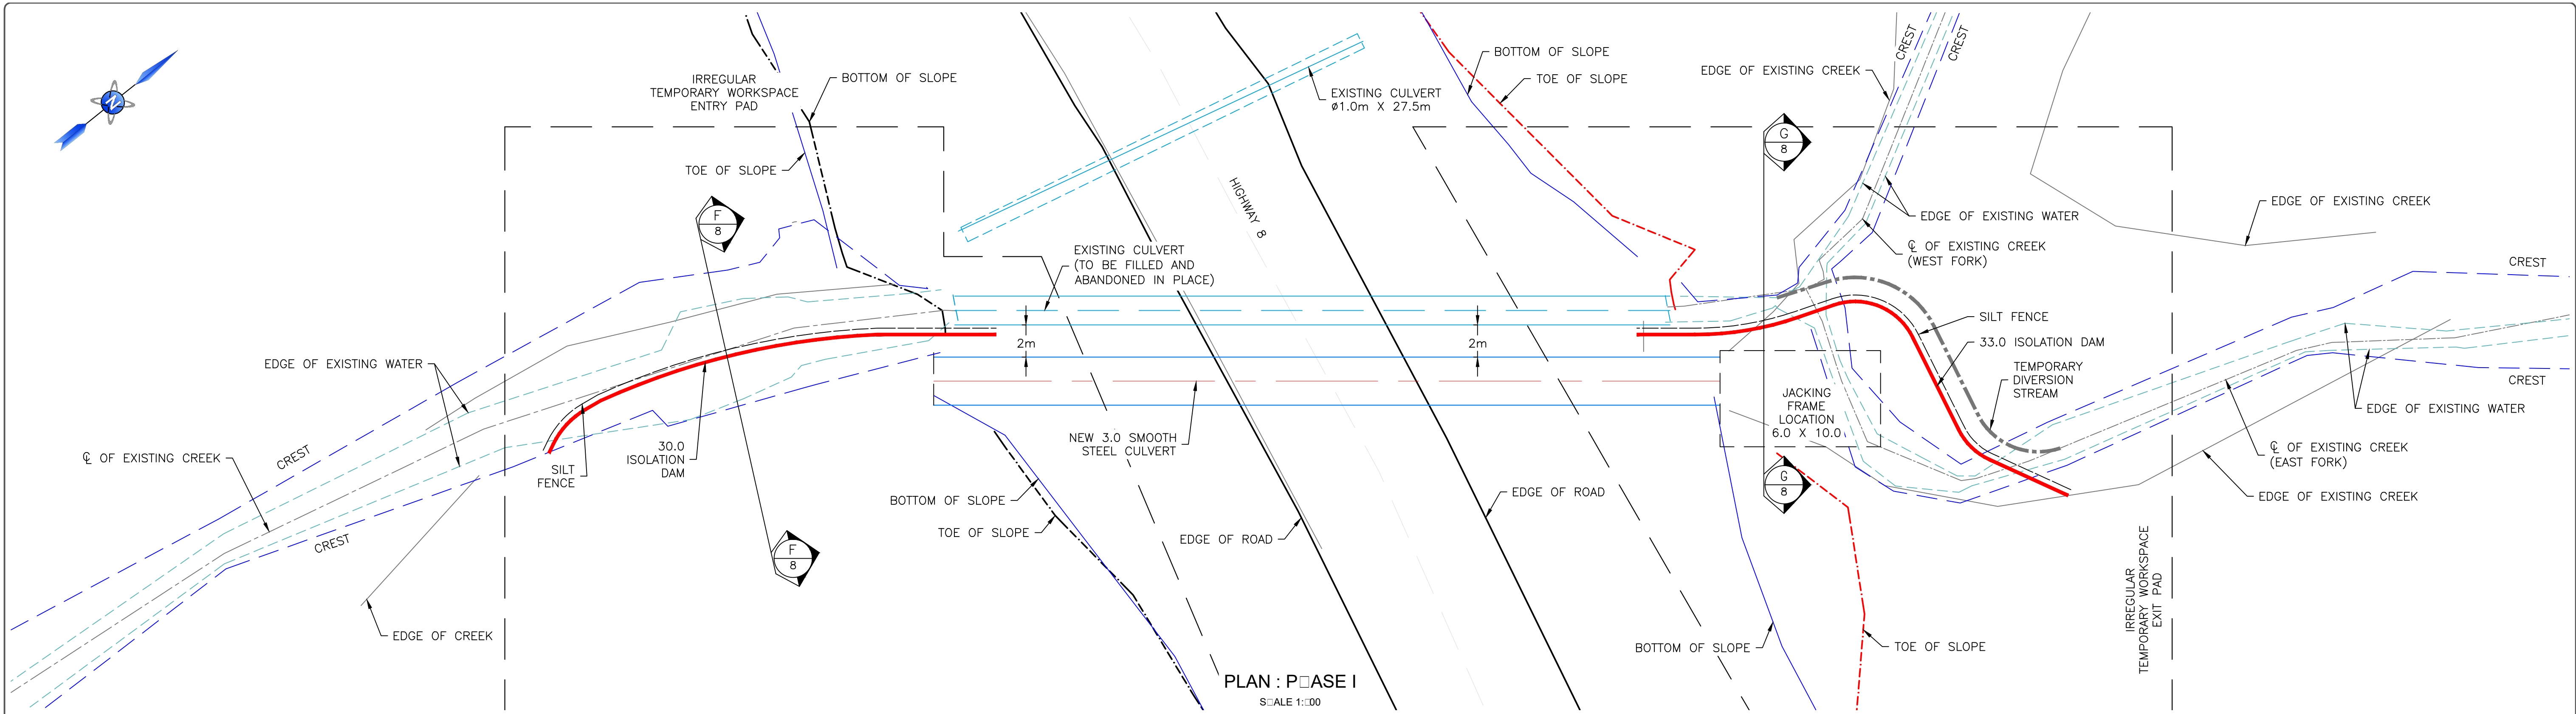 N
IRREGULAR
TEMPORARY WORKSPACE
ENTRY PAD
BOTTOM OF SLOPE
TOE OF SLOPE
F
8
EXISTING CULVERT
ø1.0m X 27.5m
HIGHWAY 8
BOTTOM OF SLOPE
TOE OF SLOPE
EDGE OF EXISTING CREEK
CREST
CREST
G
8
EDGE OF EXISTING WATER
℄ OF EXISTING CREEK
(WEST FORK)
EDGE OF EXISTING CREEK
CREST
EXISTING CULVERT
(TO BE FILLED AND
ABANDONED IN PLACE)
2m
2m
SILT FENCE
33.0 ISOLATION DAM
TEMPORARY
DIVERSION
STREAM
CREST
EDGE OF EXISTING WATER
℄ OF EXISTING CREEK
(EAST FORK)
EDGE OF EXISTING CREEK
JACKING
FRAME
LOCATION
6.0 X 10.0
G
8
EDGE OF EXISTING WATER
CREST
℄ OF EXISTING CREEK
CREST
SILT
FENCE
30.0
ISOLATION
DAM
NEW 3.0 SMOOTH
STEEL CULVERT
BOTTOM OF SLOPE
TOE OF SLOPE
EDGE OF ROAD
EDGE OF ROAD
F
8
EDGE OF CREEK
BOTTOM OF SLOPE
TOE OF SLOPE
IRREGULAR
TEMPORARY WORKSPACE
EXIT PAD
PLAN : P□ASE I
S□ALE 1:□00